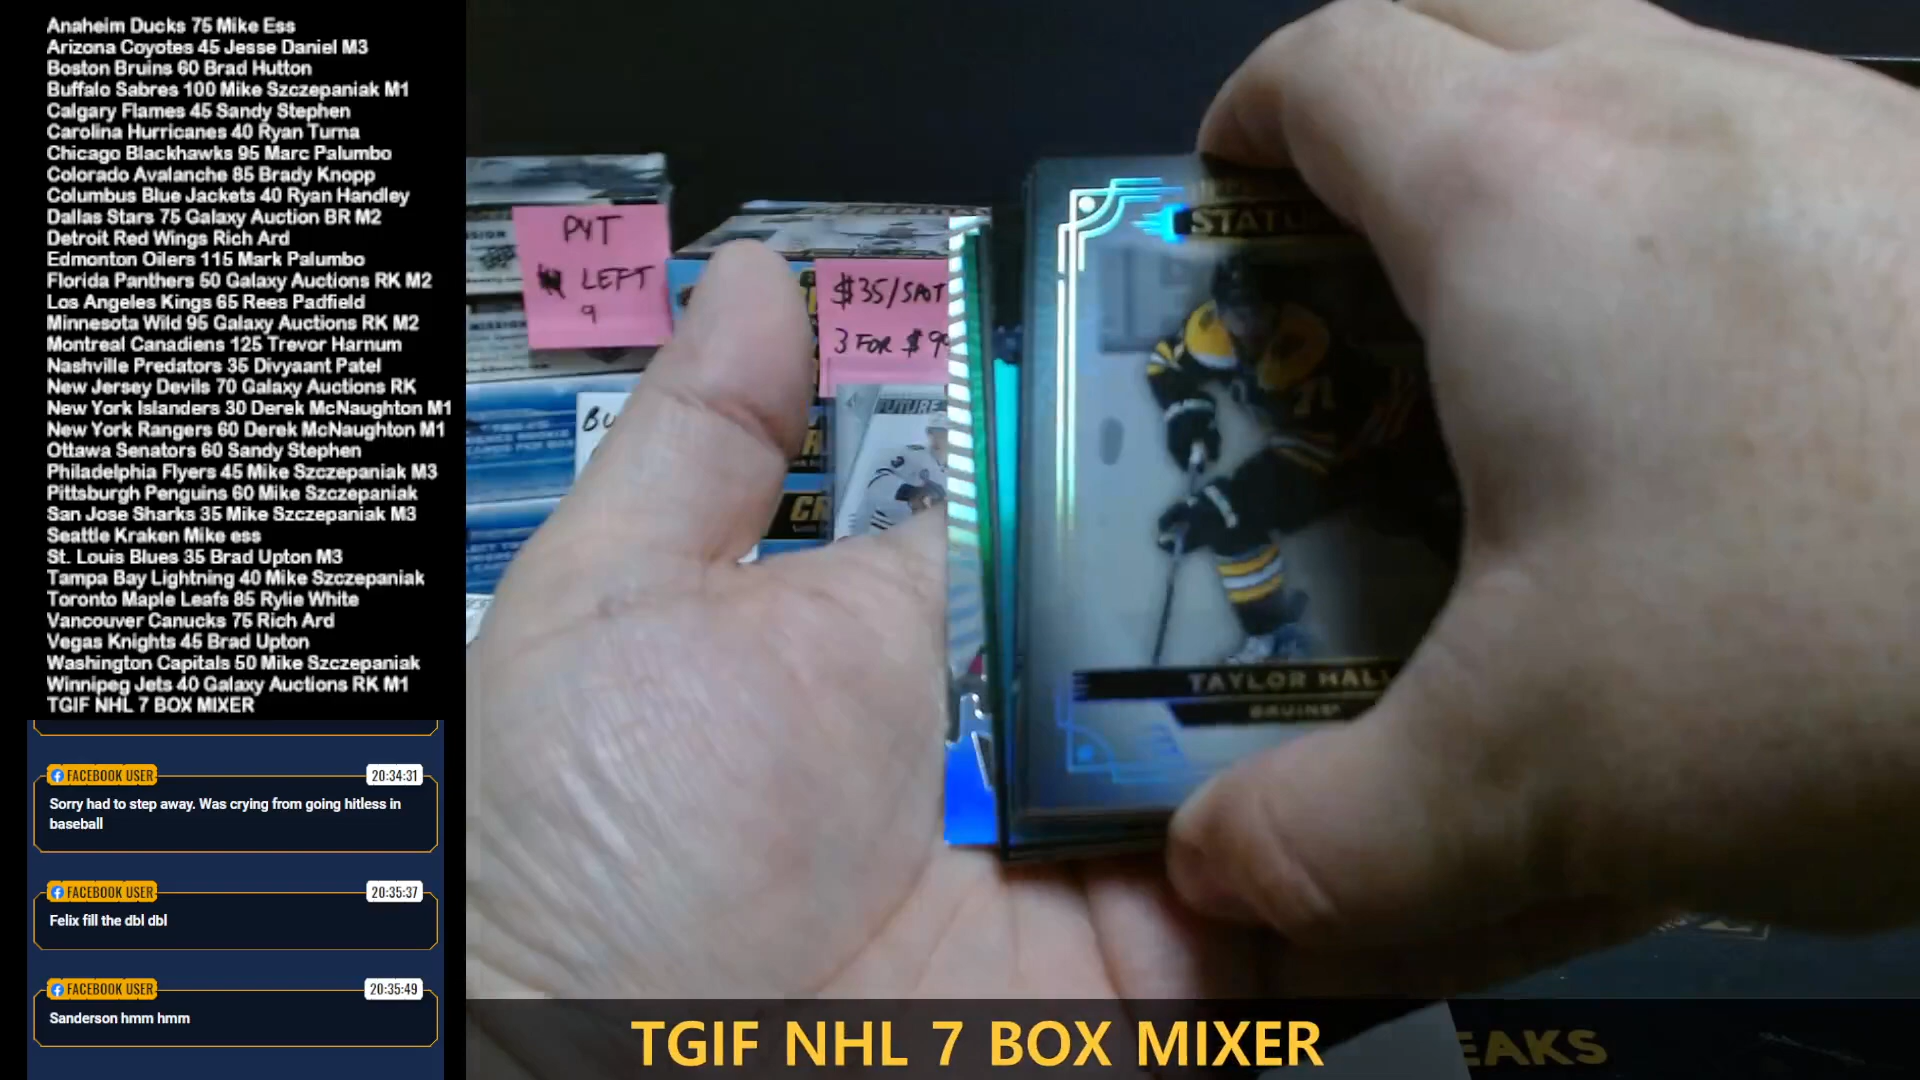 Anaheim Ducks 75 Mike Ess
Arizona Coyotes 45 Jesse Daniel M3
Boston Bruins 60 Brad Hutton
Buffalo Sabres 100 Mike Szczepaniak M1
Calgary Flames 45 Sandy Stephen
Carolina Hurricanes 40 Ryan Turna
Chicago Blackhawks 95 Marc Palumbo
Colorado Avalanche 85 Brady Knopp
Columbus Blue Jackets 40 Ryan Handley
Dallas Stars 75 Galaxy Auction BR M2
Detroit Red Wings Rich Ard
Edmonton Oilers 115 Mark Palumbo
Florida Panthers 50 Galaxy Auctions RK M2
Los Angeles Kings 65 Rees Padfield
Minnesota Wild 95 Galaxy Auctions RK M2
Montreal Canadiens 125 Trevor Harnum
Nashville Predators 35 Divyaant Patel
New Jersey Devils 70 Galaxy Auctions RK
New York Islanders 30 Derek McNaughton M1
New York Rangers 60 Derek McNaughton M1
Ottawa Senators 60 Sandy Stephen
Philadelphia Flyers 45 Mike Szczepaniak M3
Pittsburgh Penguins 60 Mike Szczepaniak
San Jose Sharks 35 Mike Szczepaniak M3
Seattle Kraken Mike ess
St. Louis Blues 35 Brad Upton M3
Tampa Bay Lightning 40 Mike Szczepaniak
Toronto Maple Leafs 85 Rylie White
Vancouver Canucks 75 Rich Ard
Vegas Knights 45 Brad Upton
Washington Capitals 50 Mike Szczepaniak
Winnipeg Jets 40 Galaxy Auctions RK M1
TGIF NHL 7 BOX MIXER
FACEBOOK USER 20:34:31
Sorry had to step away. Was crying from going hitless in
baseball
FACEBOOK USER 20:35:37
Felix fill the dbl dbl
FACEBOOK USER 20:35:49
Sanderson hmm hmm
PYT
LEFT
9
$35/SPOT
3 FOR $9
FUTURE
TAYLOR HALL
BRUINS
TGIF NHL 7 BOX MIXER
EAKS